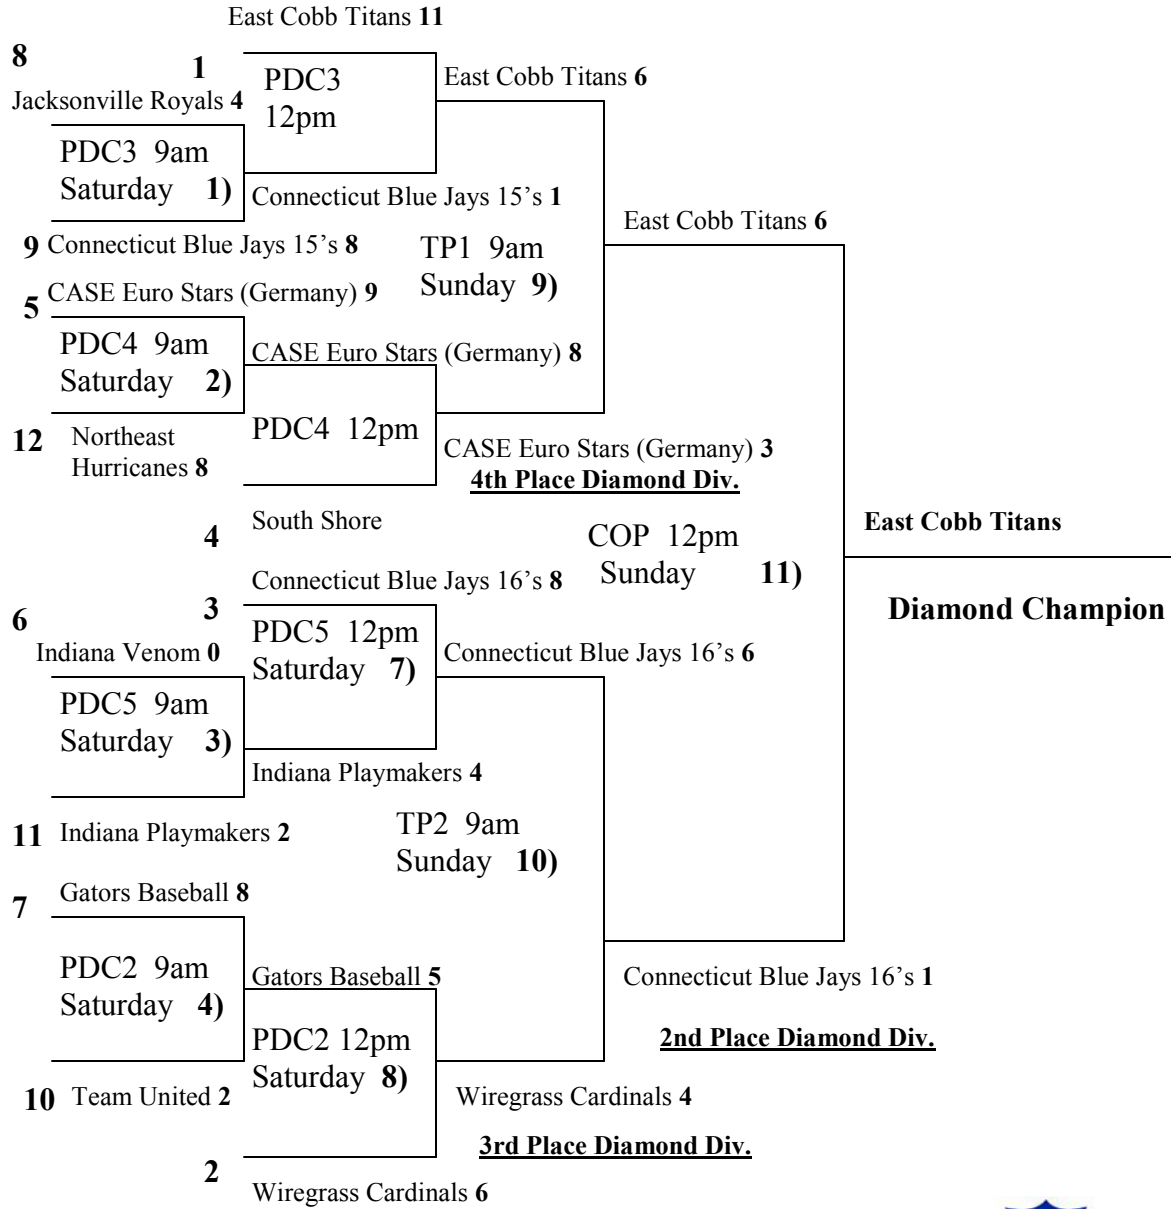 East Cobb Titans 11
8
1
PDC3
12pm
East Cobb Titans 6
Jacksonville Royals 4
PDC3 9am
Saturday 1)
Connecticut Blue Jays 15’s 1
East Cobb Titans 6
9 Connecticut Blue Jays 15’s 8
TP1 9am
Sunday 9)
5 CASE Euro Stars (Germany) 9
PDC4 9am
Saturday 2)
CASE Euro Stars (Germany) 8
PDC4 12pm
12 Northeast
Hurricanes 8
CASE Euro Stars (Germany) 3
4th Place Diamond Div.
4
South Shore
COP 12pm
Sunday 11)
East Cobb Titans
Diamond Champion
Connecticut Blue Jays 16’s 8
3
6
PDC5 12pm
Saturday 7)
Indiana Venom 0
Connecticut Blue Jays 16’s 6
PDC5 9am
Saturday 3)
Indiana Playmakers 4
11 Indiana Playmakers 2
TP2 9am
Sunday 10)
Gators Baseball 8
7
PDC2 9am
Saturday 4)
Gators Baseball 5
Connecticut Blue Jays 16’s 1
2nd Place Diamond Div.
PDC2 12pm
Saturday 8)
10 Team United 2
Wiregrass Cardinals 4
3rd Place Diamond Div.
2
Wiregrass Cardinals 6